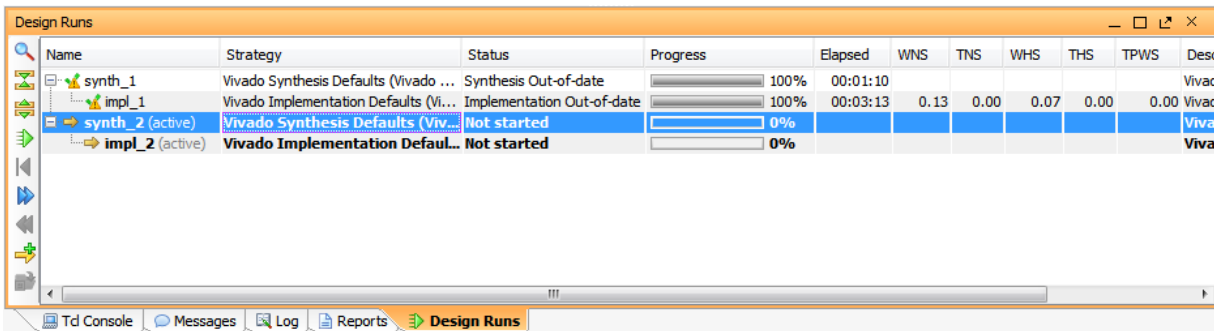 Design Runs
Name Strategy Status Progress Elapsed WNS TNS WHS THS TPWS Desc
synth_1 Vivado Synthesis Defaults (Vivado ... Synthesis Out-of-date 100% 00:01:10 Vivad
impl_1 Vivado Implementation Defaults (Vi... Implementation Out-of-date 100% 00:03:13 0.13 0.00 0.07 0.00 0.00 Vivad
synth_2 (active) Vivado Synthesis Defaults (Viv... Not started 0% Viva
impl_2 (active) Vivado Implementation Defaul... Not started 0% Viva
Tcl Console Messages Log Reports Design Runs